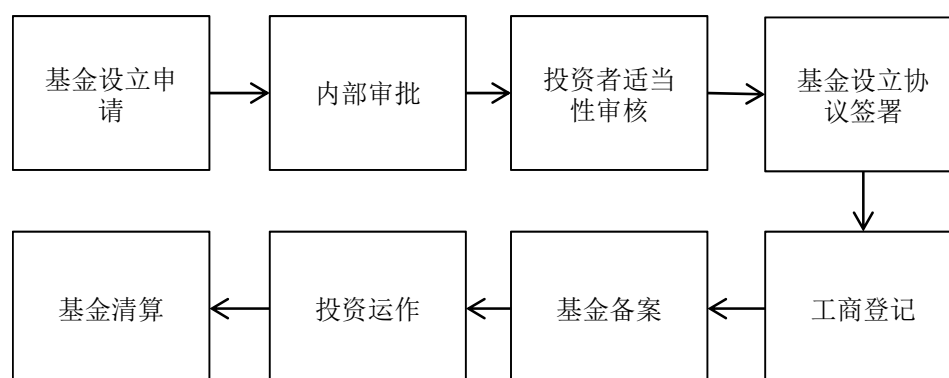 基金设立申
请
内部审批
投资者适当
性审核
基金设立协
议签署
工商登记
基金备案
投资运作
基金清算